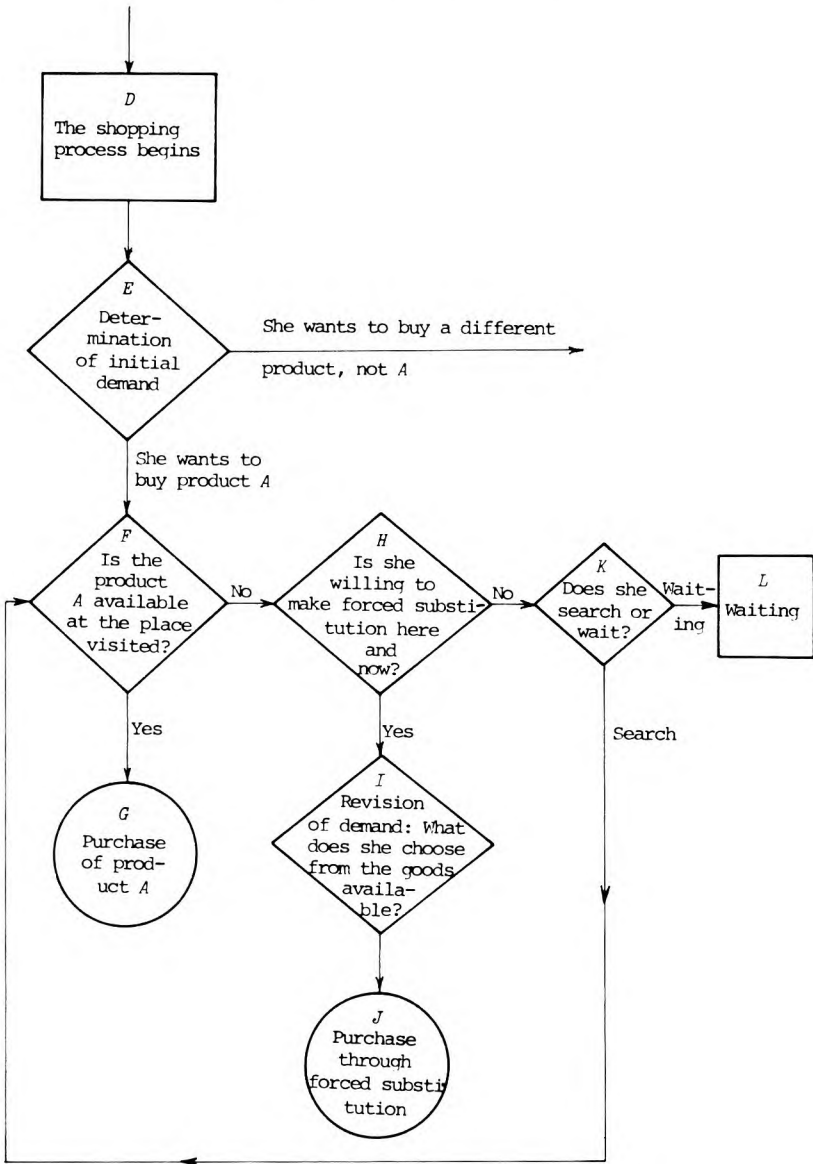 D
The shopping
process begins
E
Deter-
mination
of initial
demand
She wants to buy a different
product, not A
She wants to
buy product A
F
Is the
product
A available
at the place
visited?
No
H
Is she
willing to
make forced substi-
tution here
and
now?
No
K
Does she
search or
wait?
Wait-
ing
L
Waiting
Yes
Yes
Search
G
Purchase
of prod-
uct A
I
Revision
of demand: What
does she choose
from the goods
availa-
ble?
J
Purchase
through
forced substi-
tution